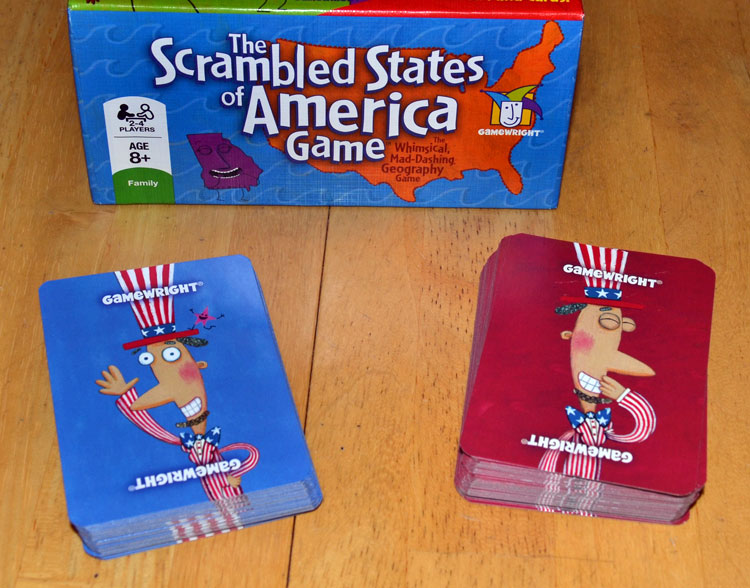 The
Scrambled States
of America
Game
The
Whimsical,
Mad-Dashing
Geography
Game
GAMEWRIGHT®
2-4
PLAYERS
AGE
8+
Family
GAMEWRIGHT®
GAMEWRIGHT®
GAMEWRIGHT®
GAMEWRIGHT®